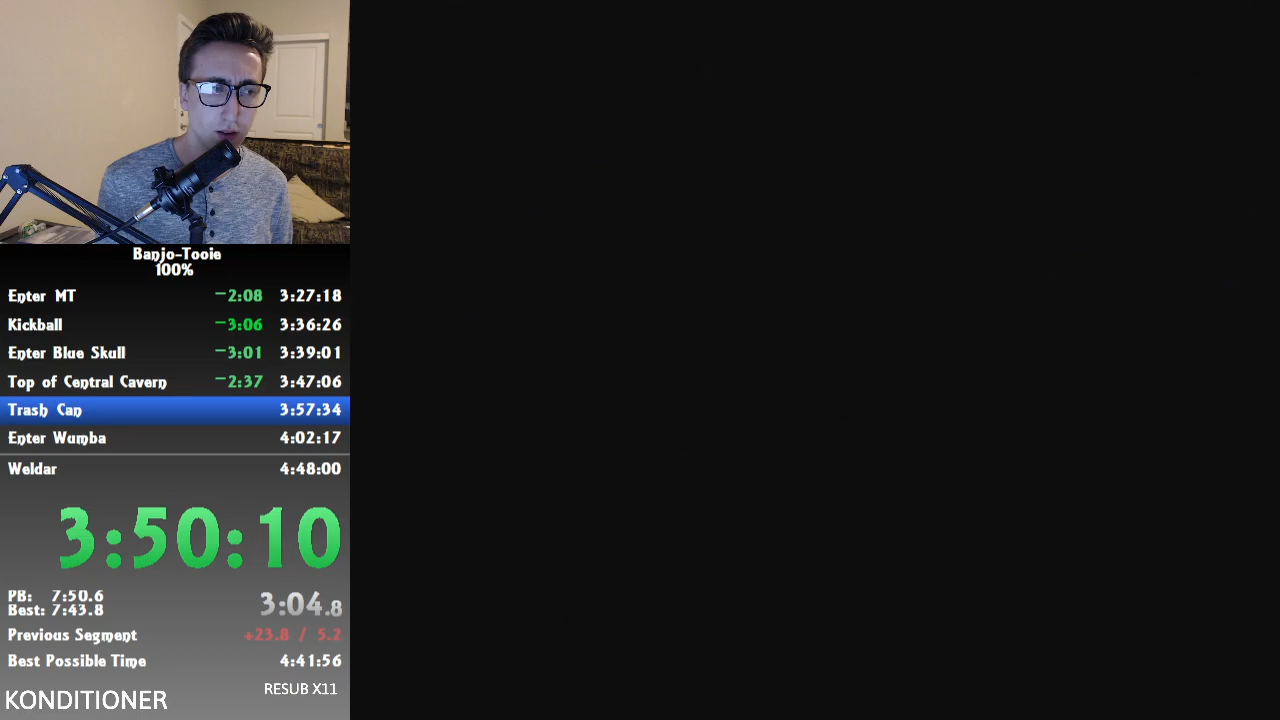 Banjo-Tooie
100%
Enter MT −2:08 3:27:18
Kickball −3:06 3:36:26
Enter Blue Skull −3:01 3:39:01
Top of Central Cavern −2:37 3:47:06
Trash Can 3:57:34
Enter Wumba 4:02:17
Weldar 4:48:00
3:50:10
PB: 7:50.6
Best: 7:43.8
3:04.8
Previous Segment +23.8 / 5.2
Best Possible Time 4:41:56
KONDITIONER RESUB X11